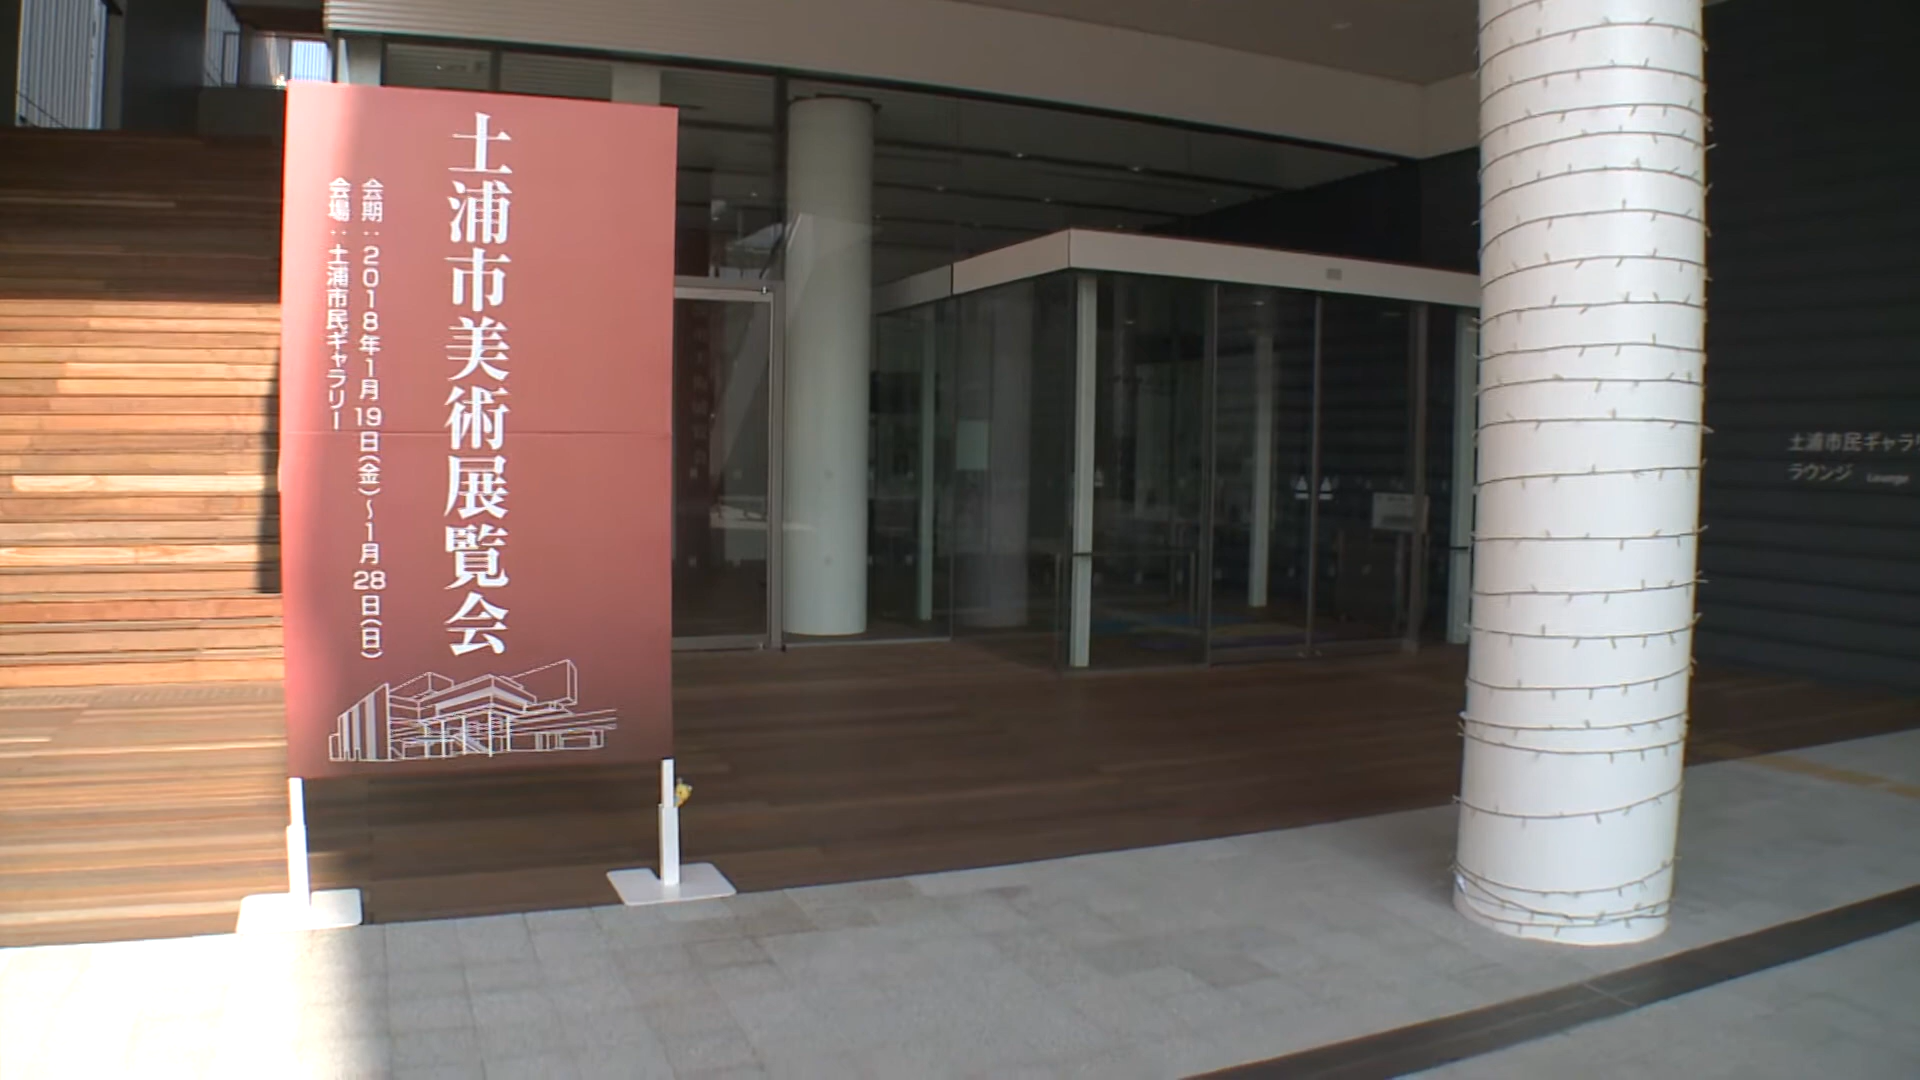 土浦市美術展覧会
会期：2018年1月19日(金)～1月28日(日)
会場：土浦市民ギャラリー
土浦市民ギャラリ
ラウンジ Lounge